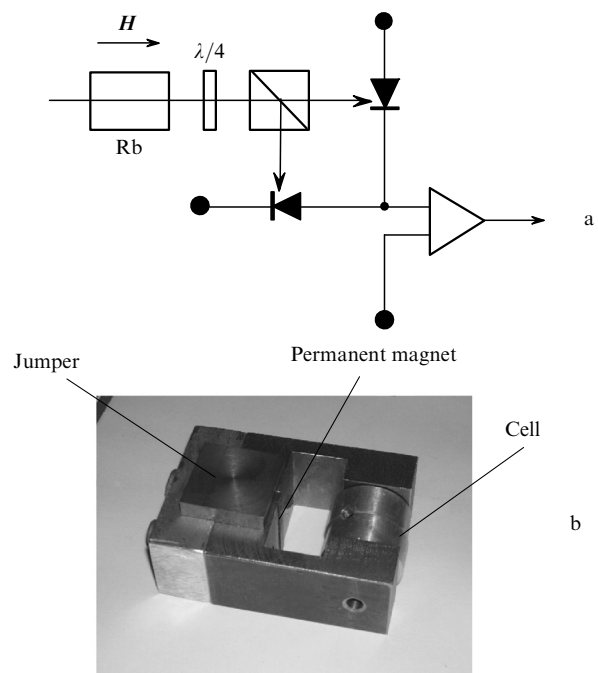 H
λ/4
Rb
a
Permanent magnet
Jumper
Cell
b